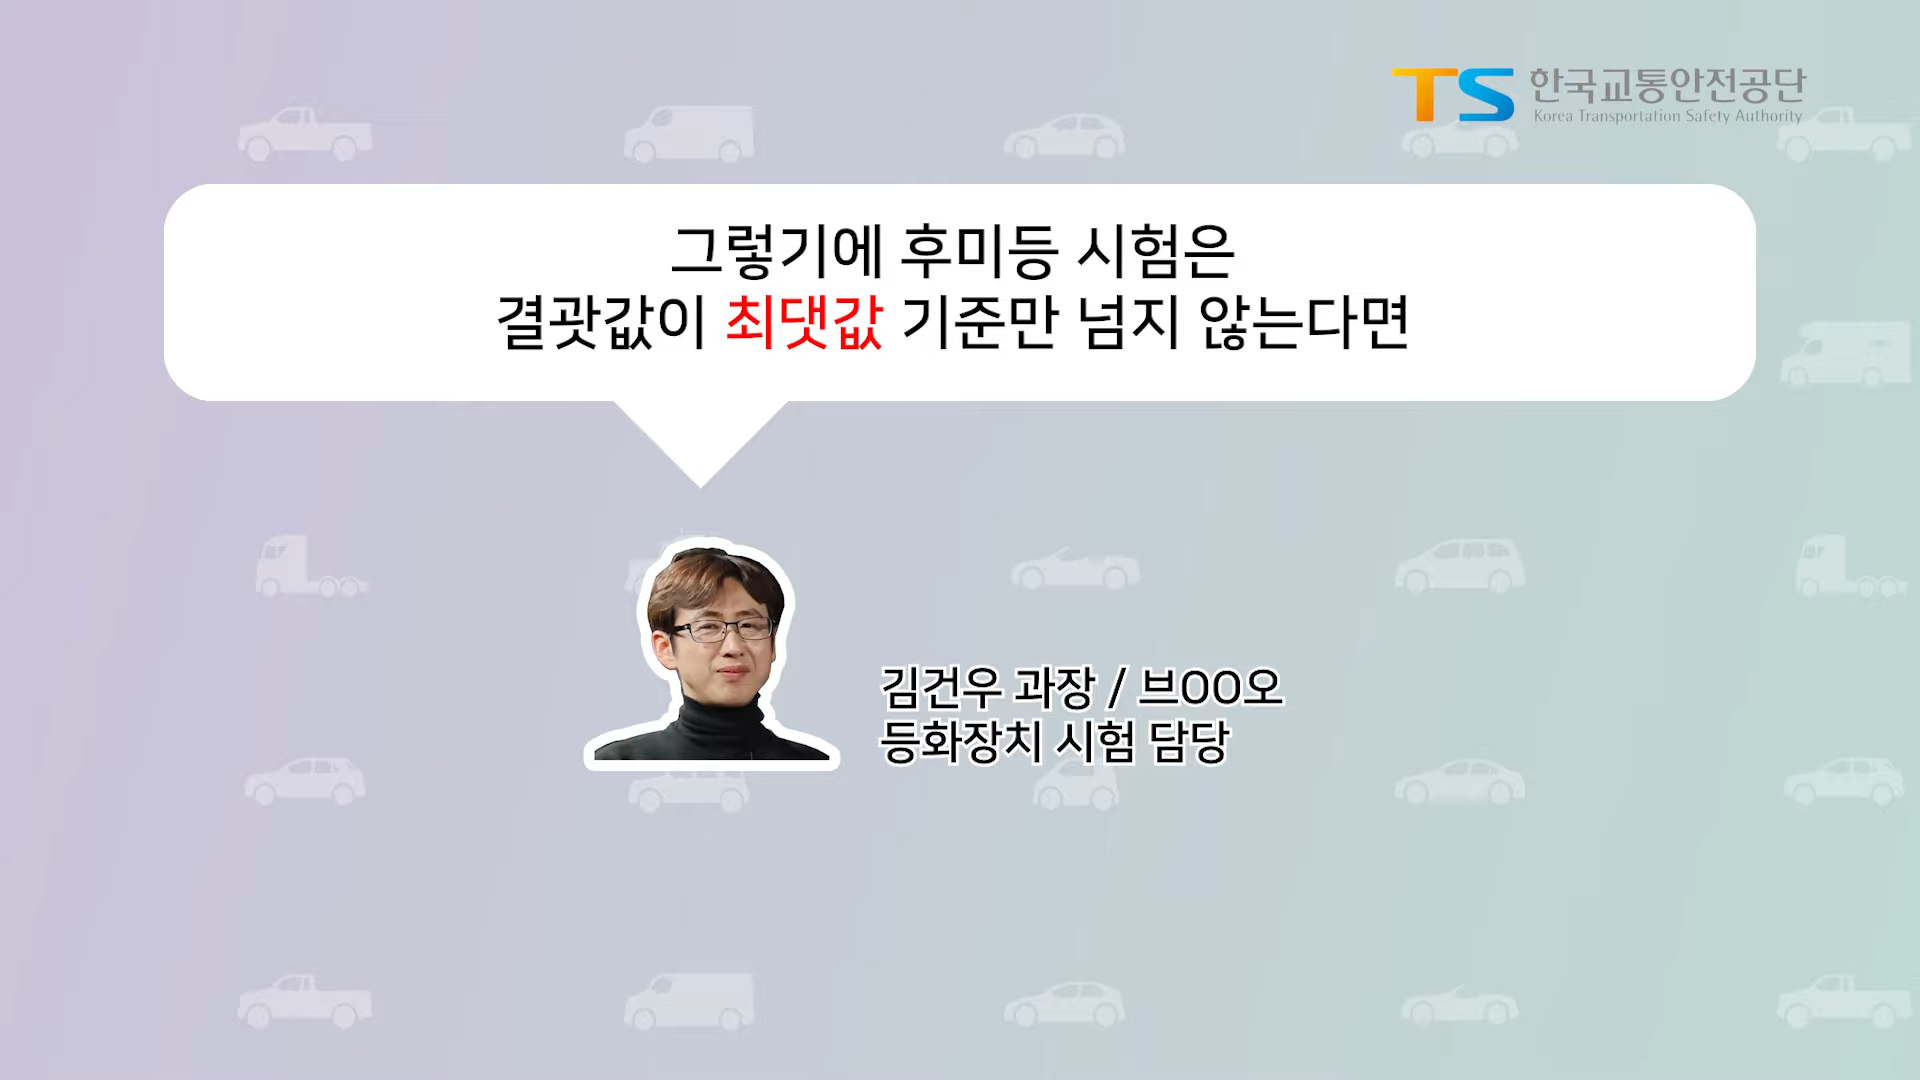 TS 한국교통안전공단
Korea Transportation Safety Authority
그렇기에 후미등 시험은
결괏값이 최댓값 기준만 넘지 않는다면
김건우 과장 / 브OO오
등화장치 시험 담당